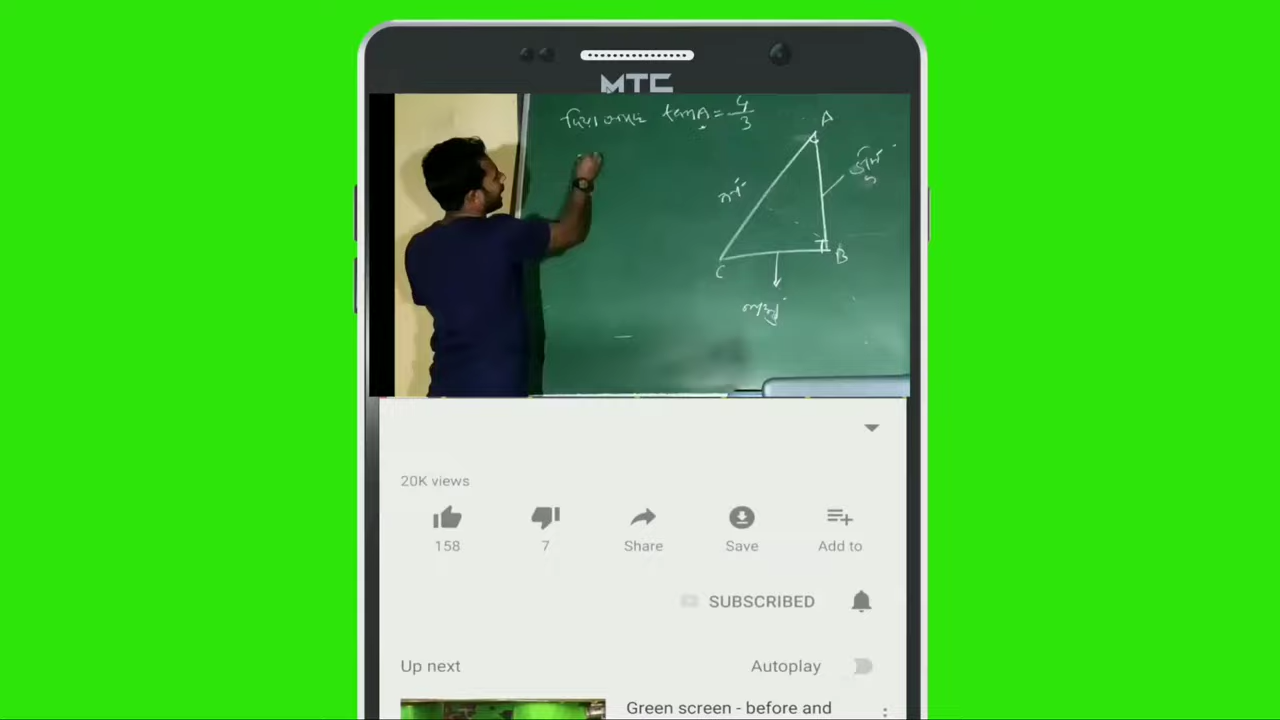 MTC
দিয়া আছে tanA = 4/3
A
B
C
20K views
158
7
Share
Save
Add to
SUBSCRIBED
Up next
Autoplay
Green screen - before and